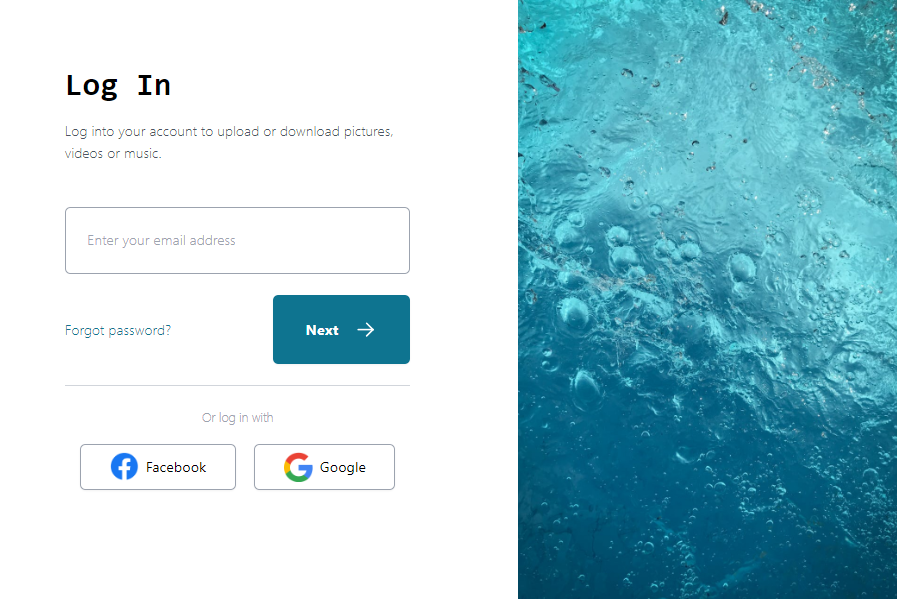 Log In
Log into your account to upload or download pictures,
videos or music.
Enter your email address
Forgot password?
Next
Or log in with
Facebook
Google